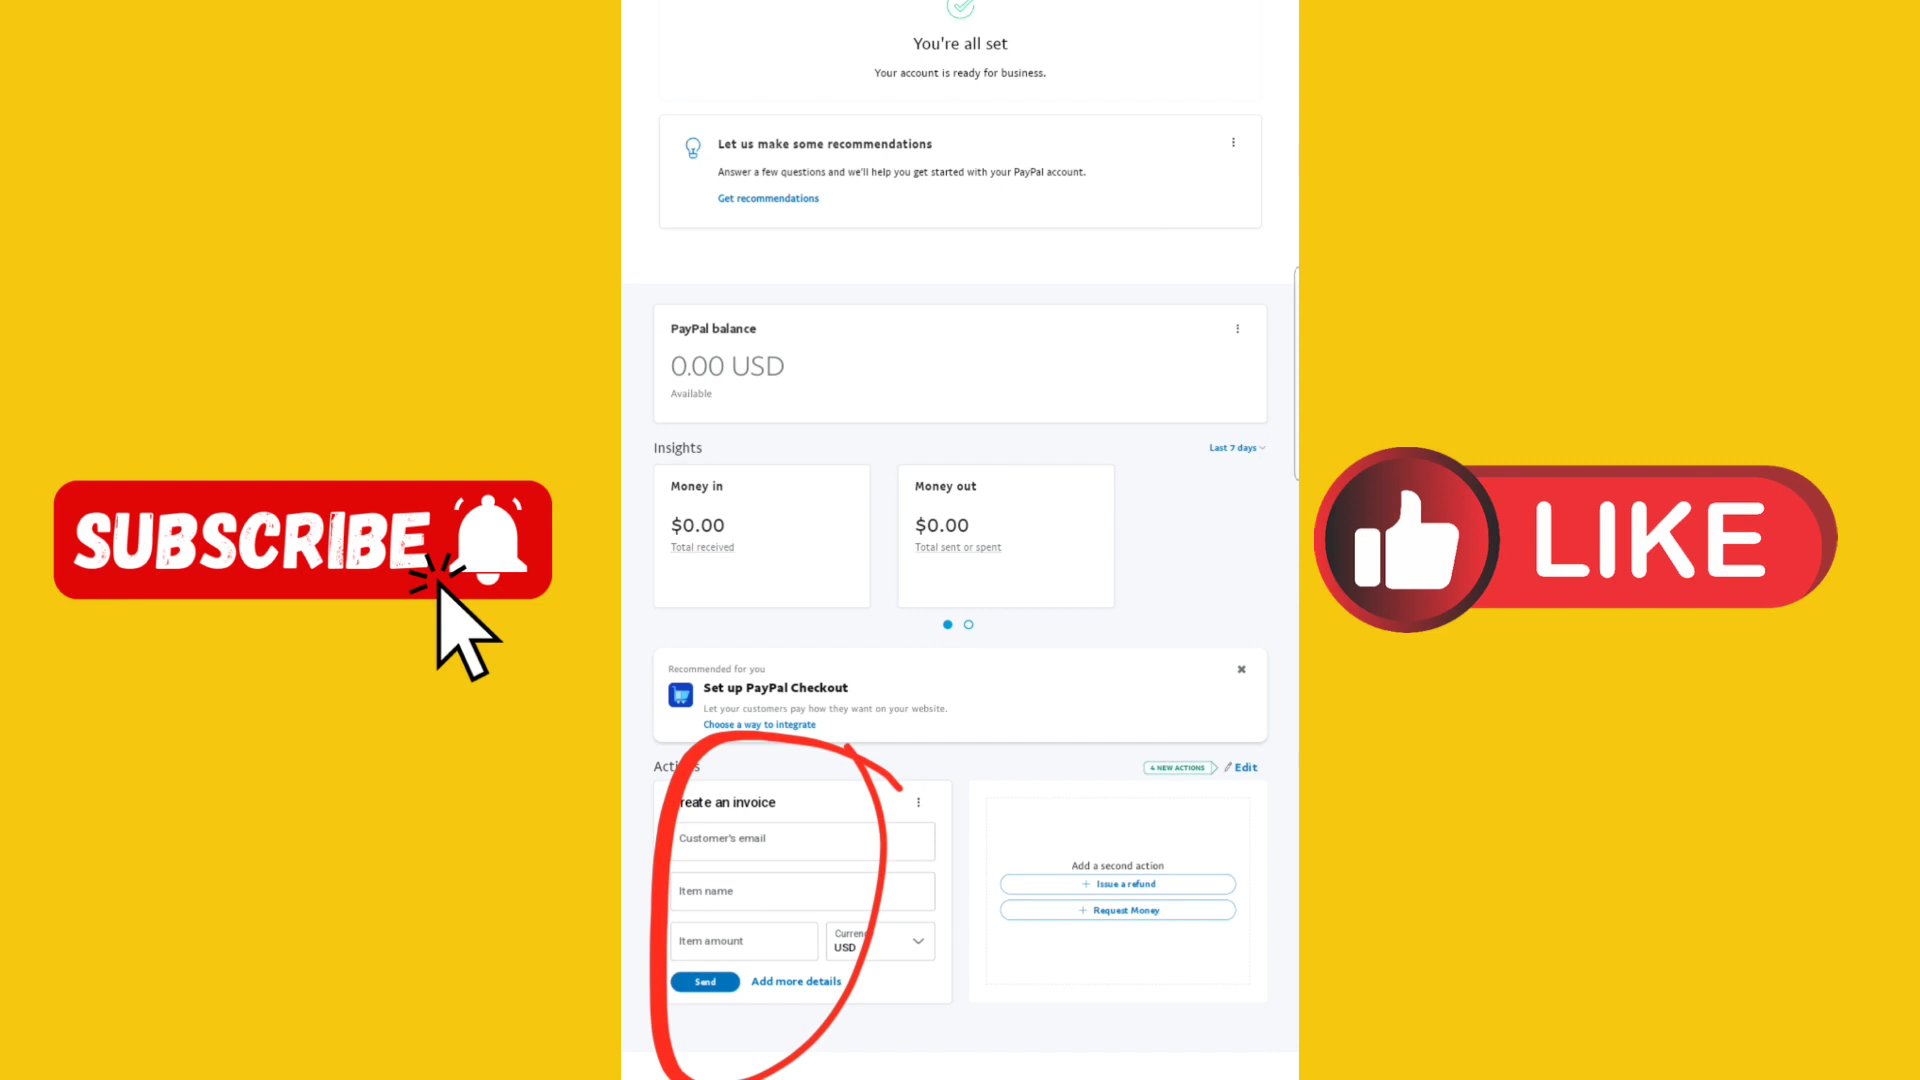 You're all set
Your account is ready for business.
Let us make some recommendations
Answer a few questions and we'll help you get started with your PayPal account.
Get recommendations
PayPal balance
0.00 USD
Available
Insights
Last 7 days
Money in
$0.00
Total received
Money out
$0.00
Total sent or spent
SUBSCRIBE
LIKE
Recommended for you
Set up PayPal Checkout
Let your customers pay how they want on your website.
Choose a way to integrate
Actions
4 NEW ACTIONS
Edit
Create an invoice
Customer's email
Item name
Item amount
Currency
USD
Send
Add more details
Add a second action
+ Issue a refund
+ Request Money